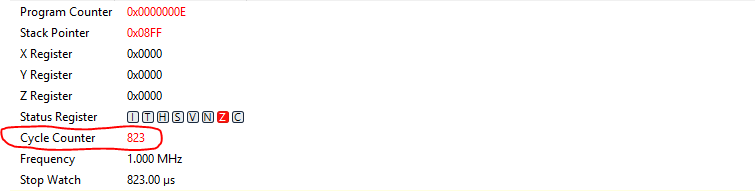 Program Counter 0x0000000E
Stack Pointer 0x08FF
X Register 0x0000
Y Register 0x0000
Z Register 0x0000
Status Register I T H S V N Z C
Cycle Counter 823
Frequency 1.000 MHz
Stop Watch 823.00 µs